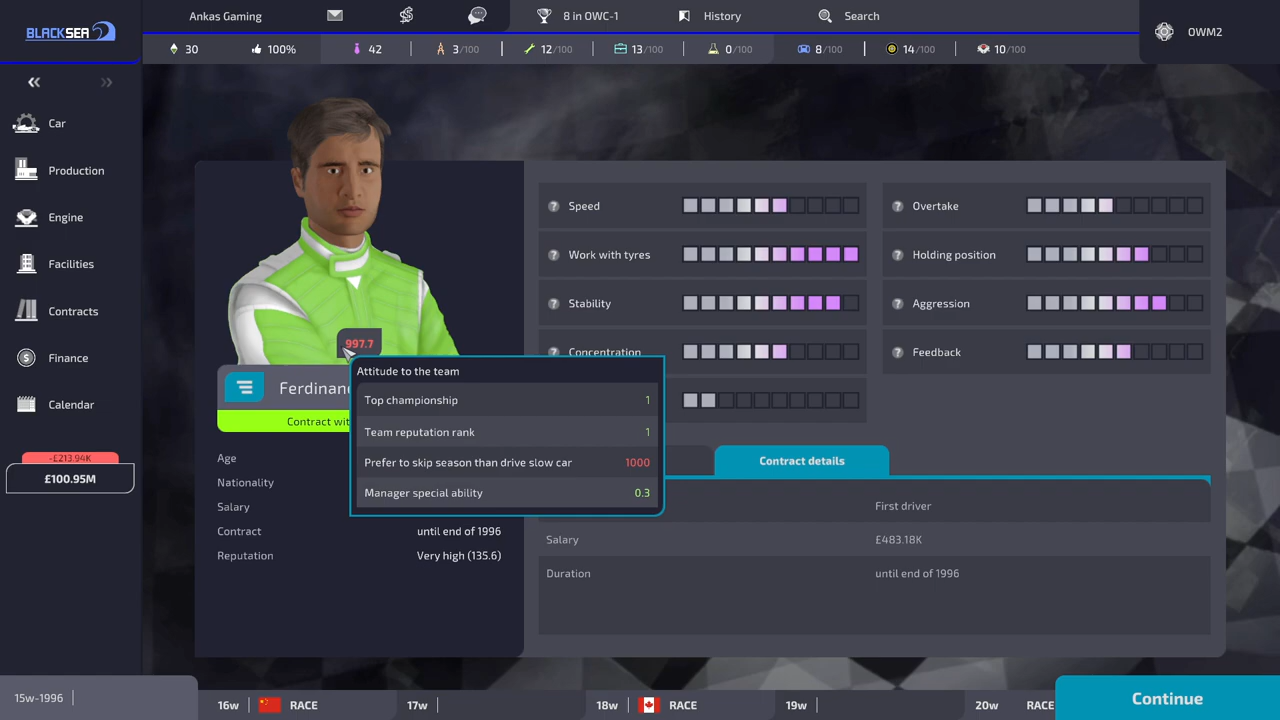 BLACKSEA
Ankas Gaming
8 in OWC-1
History
Search
OWM2
30
100%
42
3/100
12/100
13/100
0/100
8/100
14/100
10/100
Car
Production
Engine
Facilities
Contracts
Finance
Calendar
-£213.94K
£100.95M
997.7
Contract
Age
Nationality
Salary
Contract
until end of 1996
Reputation
Very high (135.6)
Attitude to the team
Top championship
1
Team reputation rank
1
Prefer to skip season than drive slow car
1000
Manager special ability
0.3
? Speed
? Overtake
? Work with tyres
? Holding position
? Stability
? Aggression
Concentration
? Feedback
Contract details
First driver
Salary
£483.18K
Duration
until end of 1996
15w-1996
16w
RACE
17w
18w
RACE
19w
20w
RACE
Continue